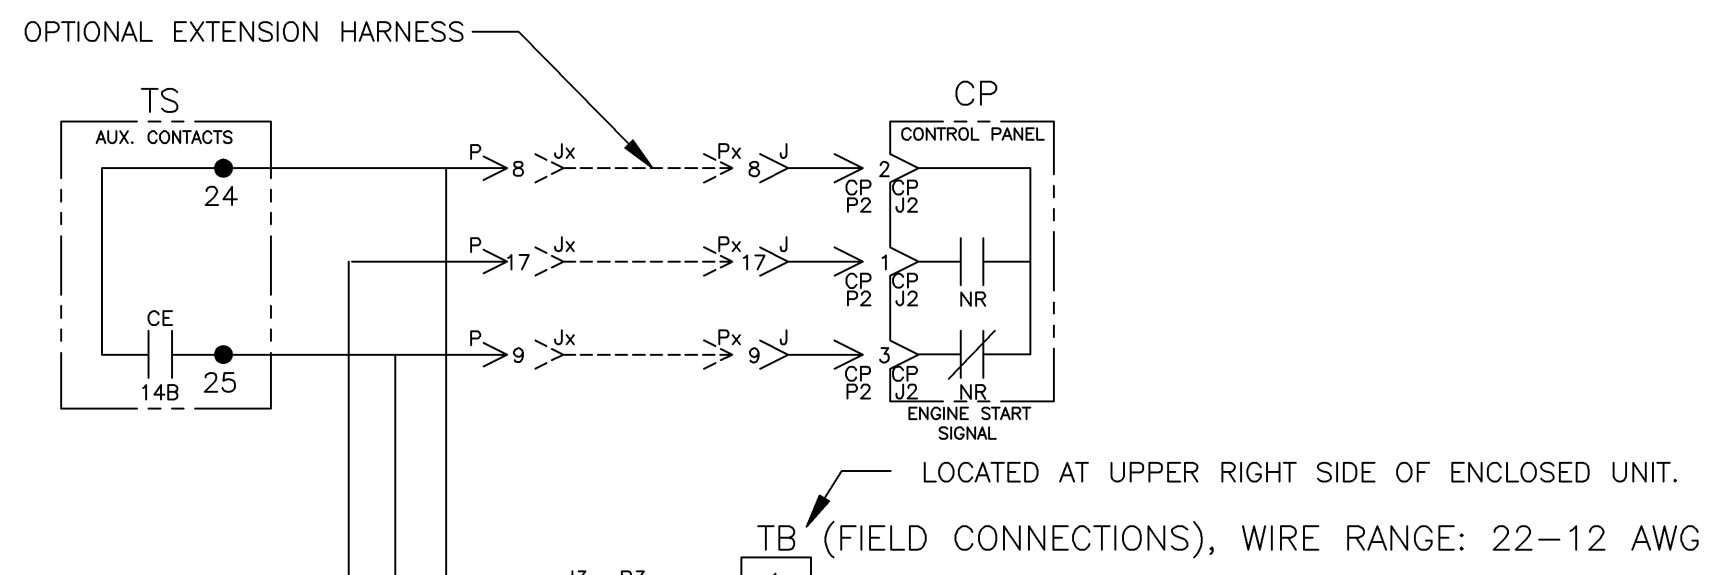 OPTIONAL EXTENSION HARNESS
TS
CP
AUX. CONTACTS
CONTROL PANEL
P 8 Jx Px 8 J 2
24
CP CP
P2 J2
P 17 Jx Px 17 J 1
CP CP
P2 J2 NR
CE
P 9 Jx Px 9 J 3
25
14B
CP CP
P2 J2 NR
ENGINE START
SIGNAL
LOCATED AT UPPER RIGHT SIDE OF ENCLOSED UNIT.
TB (FIELD CONNECTIONS), WIRE RANGE: 22-12 AWG